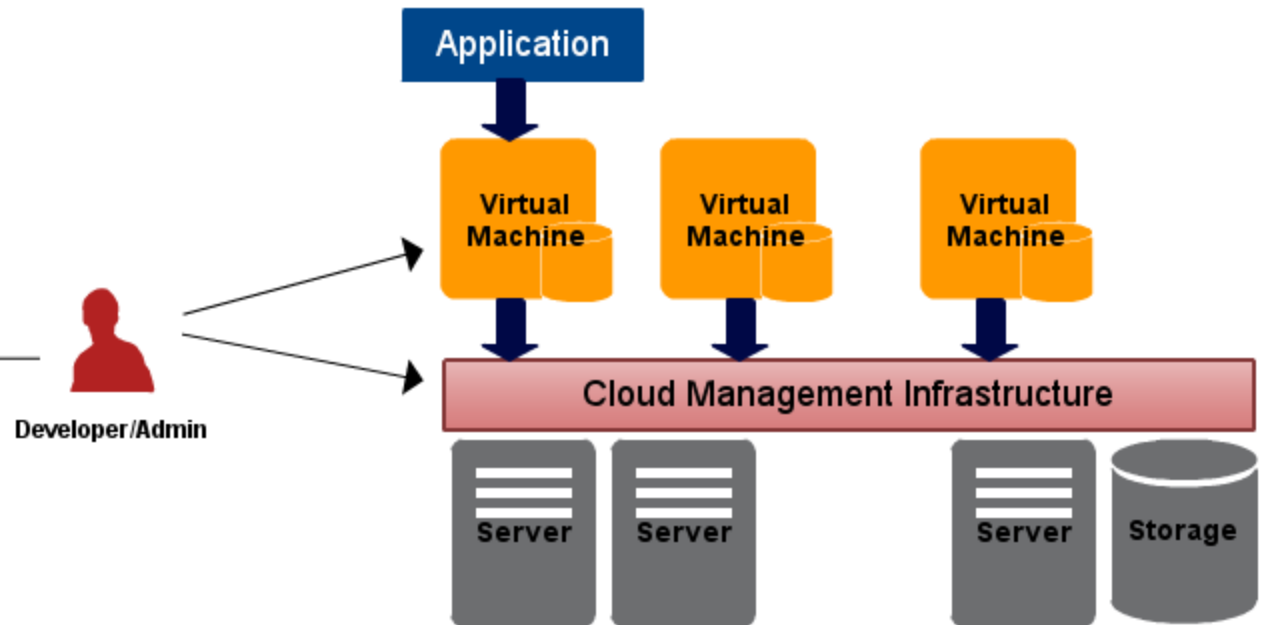 Application
Virtual
Machine
Virtual
Machine
Virtual
Machine
Developer/Admin
Cloud Management Infrastructure
Server
Server
Server
Storage